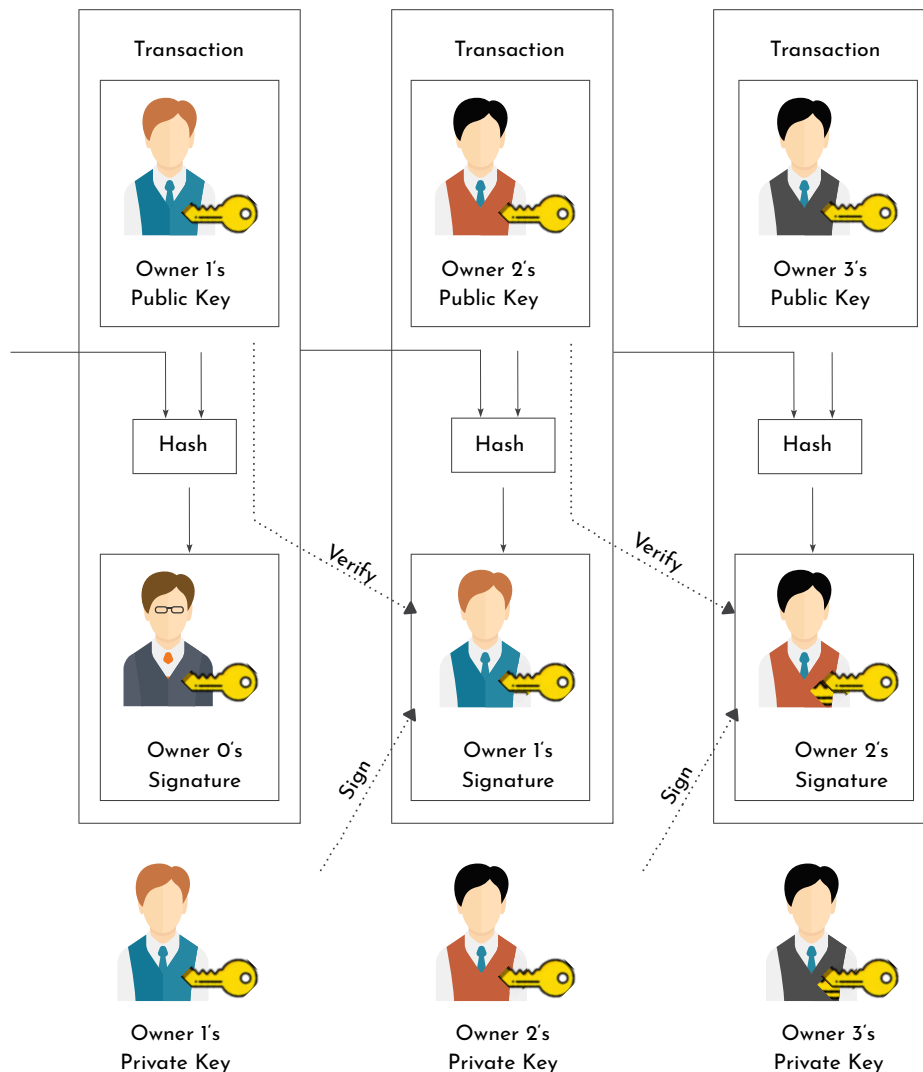 Transaction
Transaction
Transaction
Owner 1‘s
Public Key
Owner 2‘s
Public Key
Owner 3‘s
Public Key
Hash
Hash
Hash
Verify
Verify
Owner 0‘s
Signature
Owner 1‘s
Signature
Owner 2‘s
Signature
Sign
Sign
Owner 1‘s
Private Key
Owner 2‘s
Private Key
Owner 3‘s
Private Key